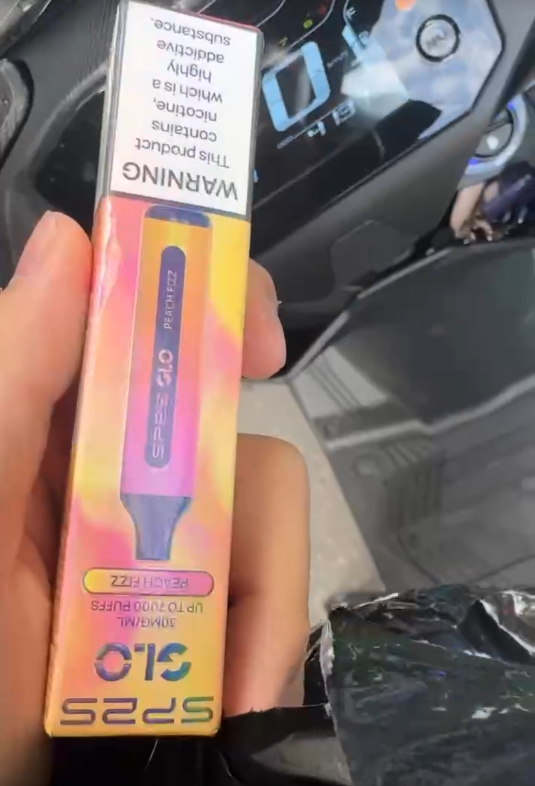 SP2S
GLO
30MG/ML
UP TO 7000 PUFFS
PEACH FIZZ
SP2S GLO PEACH FIZZ
WARNING
This product
contains
nicotine,
which is a
highly
addictive
substance.